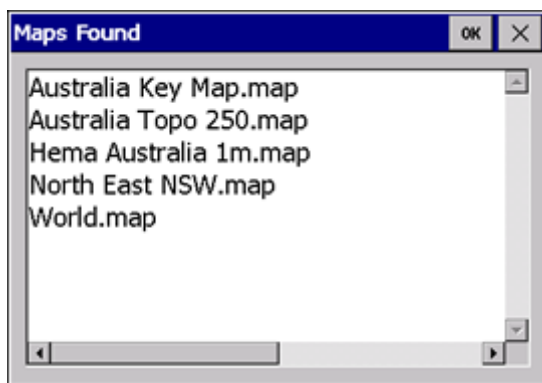 Maps Found OK
Australia Key Map.map
Australia Topo 250.map
Hema Australia 1m.map
North East NSW.map
World.map